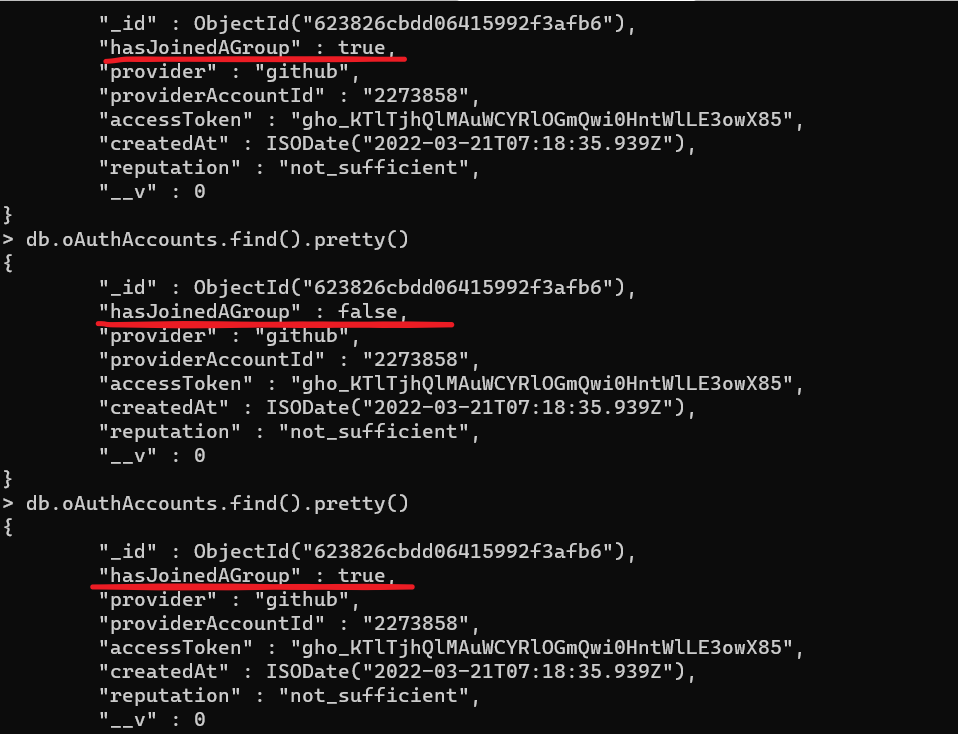 "_id" : ObjectId("623826cbdd06415992f3afb6"),
"hasJoinedAGroup" : true,
"provider" : "github",
"providerAccountId" : "2273858",
"accessToken" : "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",
"createdAt" : ISODate("2022-03-21T07:18:35.939Z"),
"reputation" : "not_sufficient",
"__v" : 0
}
> db.oAuthAccounts.find().pretty()
{
"_id" : ObjectId("623826cbdd06415992f3afb6"),
"hasJoinedAGroup" : false,
"provider" : "github",
"providerAccountId" : "2273858",
"accessToken" : "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",
"createdAt" : ISODate("2022-03-21T07:18:35.939Z"),
"reputation" : "not_sufficient",
"__v" : 0
}
> db.oAuthAccounts.find().pretty()
{
"_id" : ObjectId("623826cbdd06415992f3afb6"),
"hasJoinedAGroup" : true,
"provider" : "github",
"providerAccountId" : "2273858",
"accessToken" : "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",
"createdAt" : ISODate("2022-03-21T07:18:35.939Z"),
"reputation" : "not_sufficient",
"__v" : 0